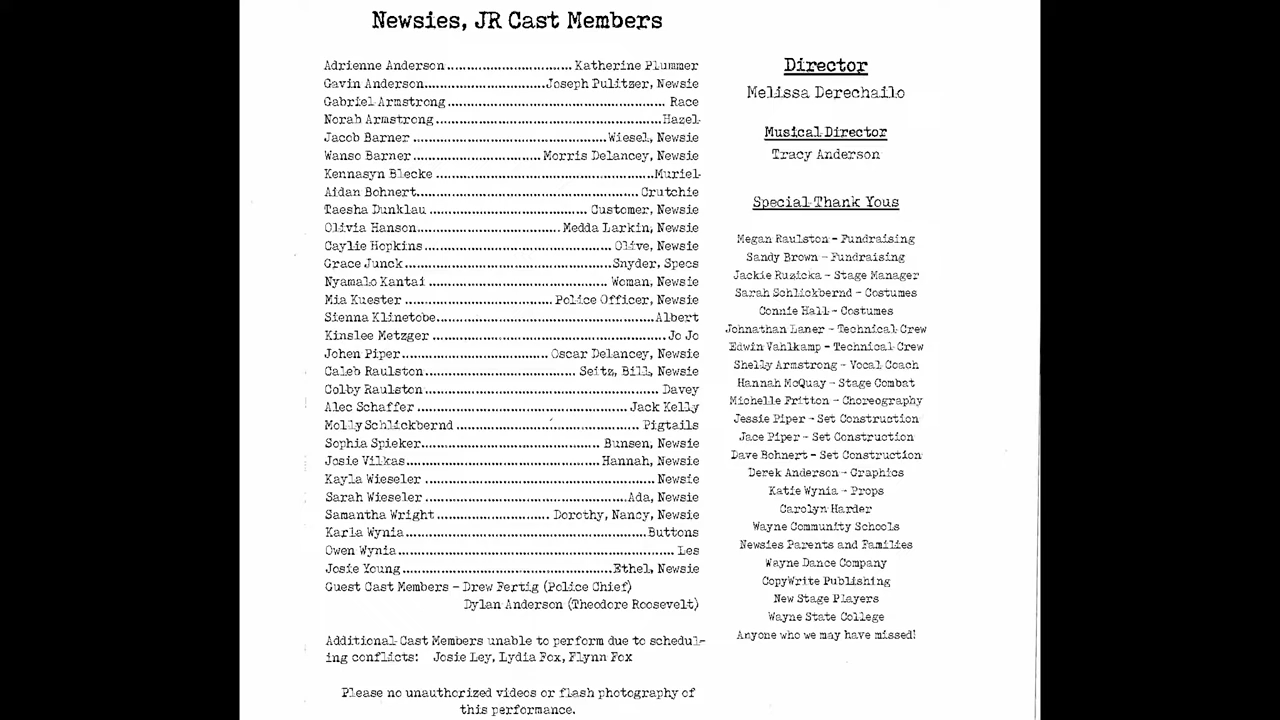 Newsies, JR Cast Members
Adrienne Anderson............................... Katherine Plummer
Gavin Anderson..............................Joseph Pulitzer, Newsie
Gabriel Armstrong...................................................... Race
Norah Armstrong........................................................Hazel
Jacob Barner .................................................Wiesel, Newsie
Wanso Barner................................ Morris Delancey, Newsie
Kennasyn Blecke ......................................................Muriel
Aidan Bohnert....................................................... Crutchie
Taesha Dunklau ....................................... Customer, Newsie
Olivia Hanson................................... Medda Larkin, Newsie
Caylie Hopkins.............................................. Olive, Newsie
Grace Junck....................................................Snyder, Specs
Nyamalo Kantai ............................................. Woman, Newsie
Mia Kuester ..................................... Police Officer, Newsie
Sienna Klinetobe......................................................Albert
Kinslee Metzger ...........................................................Jo Jo
Johen Piper.................................... Oscar Delancey, Newsie
Caleb Raulston ..................................... Seitz, Bill, Newsie
Colby Raulston.......................................................... Davey
Alec Schaffer .................................................... Jack Kelly
Molly Schlickbernd ............................................. Pigtails
Sophia Spieker............................................ Bunsen, Newsie
Josie Vilkas................................................ Hannah, Newsie
Kayla Wieseler ......................................................... Newsie
Sarah Wieseler ..................................................Ada, Newsie
Samantha Wright............................. Dorothy, Nancy, Newsie
Karla Wynia............................................................Buttons
Owen Wynia.................................................................... Les
Josie Young....................................................Ethel, Newsie
Guest Cast Members - Drew Fertig (Police Chief)
Dylan Anderson (Theodore Roosevelt)
Additional Cast Members unable to perform due to schedul-
ing conflicts: Josie Ley, Lydia Fox, Flynn Fox
Please no unauthorized videos or flash photography of
this performance.
Director
Melissa Derechailo
Musical Director
Tracy Anderson
Special Thank Yous
Megan Raulston - Fundraising
Sandy Brown - Fundraising
Jackie Ruzicka - Stage Manager
Sarah Schlickbernd - Costumes
Connie Hall - Costumes
Johnathan Laner - Technical Crew
Edwin Vahlkamp - Technical Crew
Shelly Armstrong - Vocal Coach
Hannah McQuay - Stage Combat
Michelle Fritton - Choreography
Jessie Piper - Set Construction
Jace Piper - Set Construction
Dave Bohnert - Set Construction
Derek Anderson - Graphics
Katie Wynia - Props
Carolyn Harder
Wayne Community Schools
Newsies Parents and Families
Wayne Dance Company
CopyWrite Publishing
New Stage Players
Wayne State College
Anyone who we may have missed!